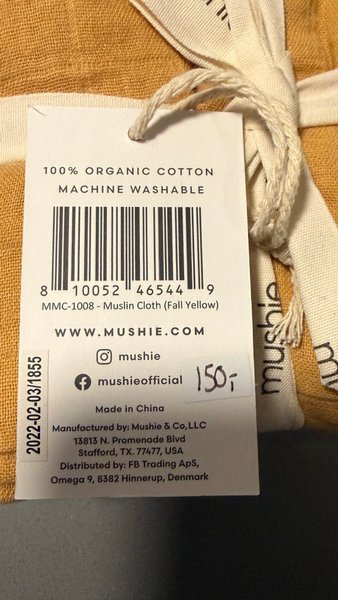 100% ORGANIC COTTON
MACHINE WASHABLE
8 10052 46544 9
MMC-1008 - Muslin Cloth (Fall Yellow)
WWW.MUSHIE.COM
mushie
mushieofficial
150,-
Made in China
Manufactured by: Mushie & Co,LLC
13813 N. Promenade Blvd
Stafford, TX. 77477, USA
Distributed by: FB Trading ApS,
Omega 9, 8382 Hinnerup, Denmark
2022-02-03/1855
mushie
mushie